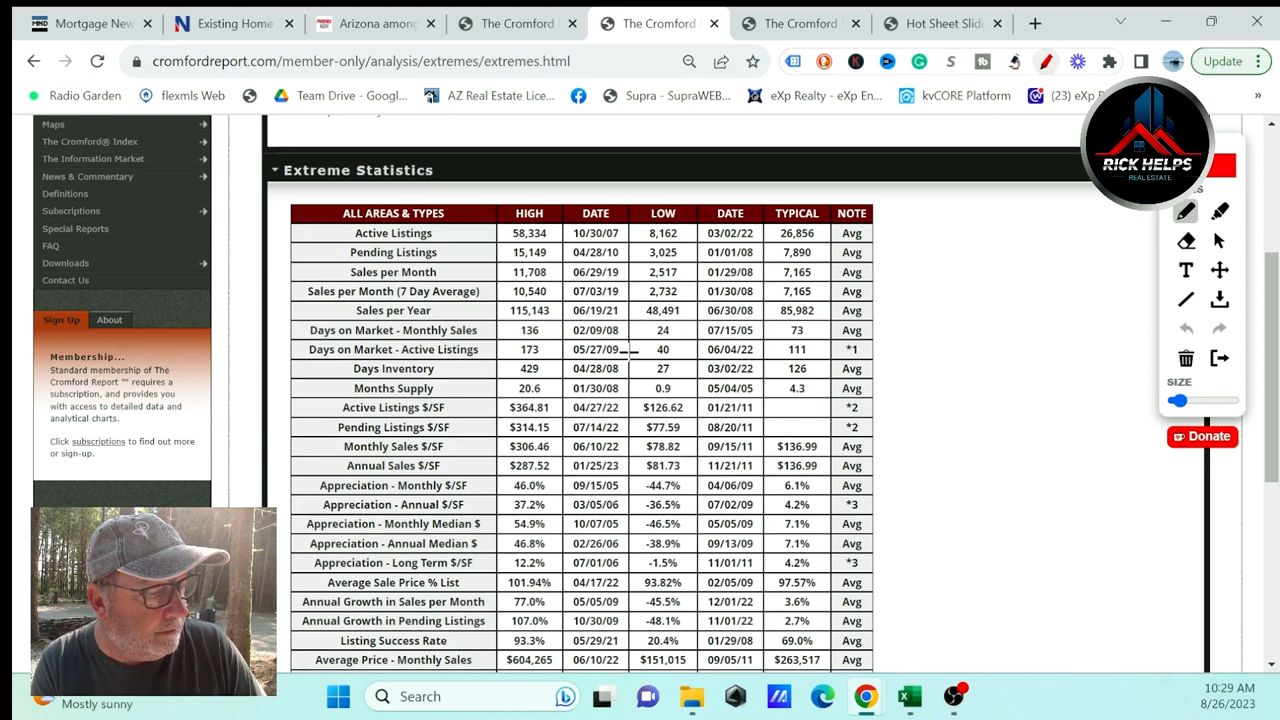 Mortgage New
Existing Home
Arizona among
The Cromford
The Cromford
The Cromford
Hot Sheet Slide
cromfordreport.com/member-only/analysis/extremes/extremes.html
Update
Radio Garden
flexmls Web
Team Drive - Googl...
AZ Real Estate Lice...
Supra - SupraWEB...
eXp Realty - eXp En...
kvCORE Platform
(23) eXp R
»
RICK HELPS
REAL ESTATE
Maps
The Cromford® Index
The Information Market
News & Commentary
Definitions
Subscriptions
Special Reports
FAQ
Downloads
Contact Us
Sign Up
About
Membership...
Standard membership of The
Cromford Report ™ requires a
subscription, and provides you
with access to detailed data and
analytical charts.
Click subscriptions to find out more
or sign-up.
Extreme Statistics
ALL AREAS & TYPES HIGH DATE LOW DATE TYPICAL NOTE
Active Listings 58,334 10/30/07 8,162 03/02/22 26,856 Avg
Pending Listings 15,149 04/28/10 3,025 01/01/08 7,890 Avg
Sales per Month 11,708 06/29/19 2,517 01/29/08 7,165 Avg
Sales per Month (7 Day Average) 10,540 07/03/19 2,732 01/30/08 7,165 Avg
Sales per Year 115,143 06/19/21 48,491 06/30/08 85,982 Avg
Days on Market - Monthly Sales 136 02/09/08 24 07/15/05 73 Avg
Days on Market - Active Listings 173 05/27/09 40 06/04/22 111 *1
Days Inventory 429 04/28/08 27 03/02/22 126 Avg
Months Supply 20.6 01/30/08 0.9 05/04/05 4.3 Avg
Active Listings $/SF $364.81 04/27/22 $126.62 01/21/11 *2
Pending Listings $/SF $314.15 07/14/22 $77.59 08/20/11 *2
Monthly Sales $/SF $306.46 06/10/22 $78.82 09/15/11 $136.99 Avg
Annual Sales $/SF $287.52 01/25/23 $81.73 11/21/11 $136.99 Avg
Appreciation - Monthly $/SF 46.0% 09/15/05 -44.7% 04/06/09 6.1% Avg
Appreciation - Annual $/SF 37.2% 03/05/06 -36.5% 07/02/09 4.2% *3
Appreciation - Monthly Median $ 54.9% 10/07/05 -46.5% 05/05/09 7.1% Avg
Appreciation - Annual Median $ 46.8% 02/26/06 -38.9% 09/13/09 7.1% Avg
Appreciation - Long Term $/SF 12.2% 07/01/06 -1.5% 11/01/11 4.2% *3
Average Sale Price % List 101.94% 04/17/22 93.82% 02/05/09 97.57% Avg
Annual Growth in Sales per Month 77.0% 05/05/09 -45.5% 12/01/22 3.6% Avg
Annual Growth in Pending Listings 107.0% 10/30/09 -48.1% 11/01/22 2.7% Avg
Listing Success Rate 93.3% 05/29/21 20.4% 01/29/08 69.0% Avg
Average Price - Monthly Sales $604,265 06/10/22 $151,015 09/05/11 $263,517 Avg
SIZE
Donate
Mostly sunny
Search
10:29 AM
8/26/2023